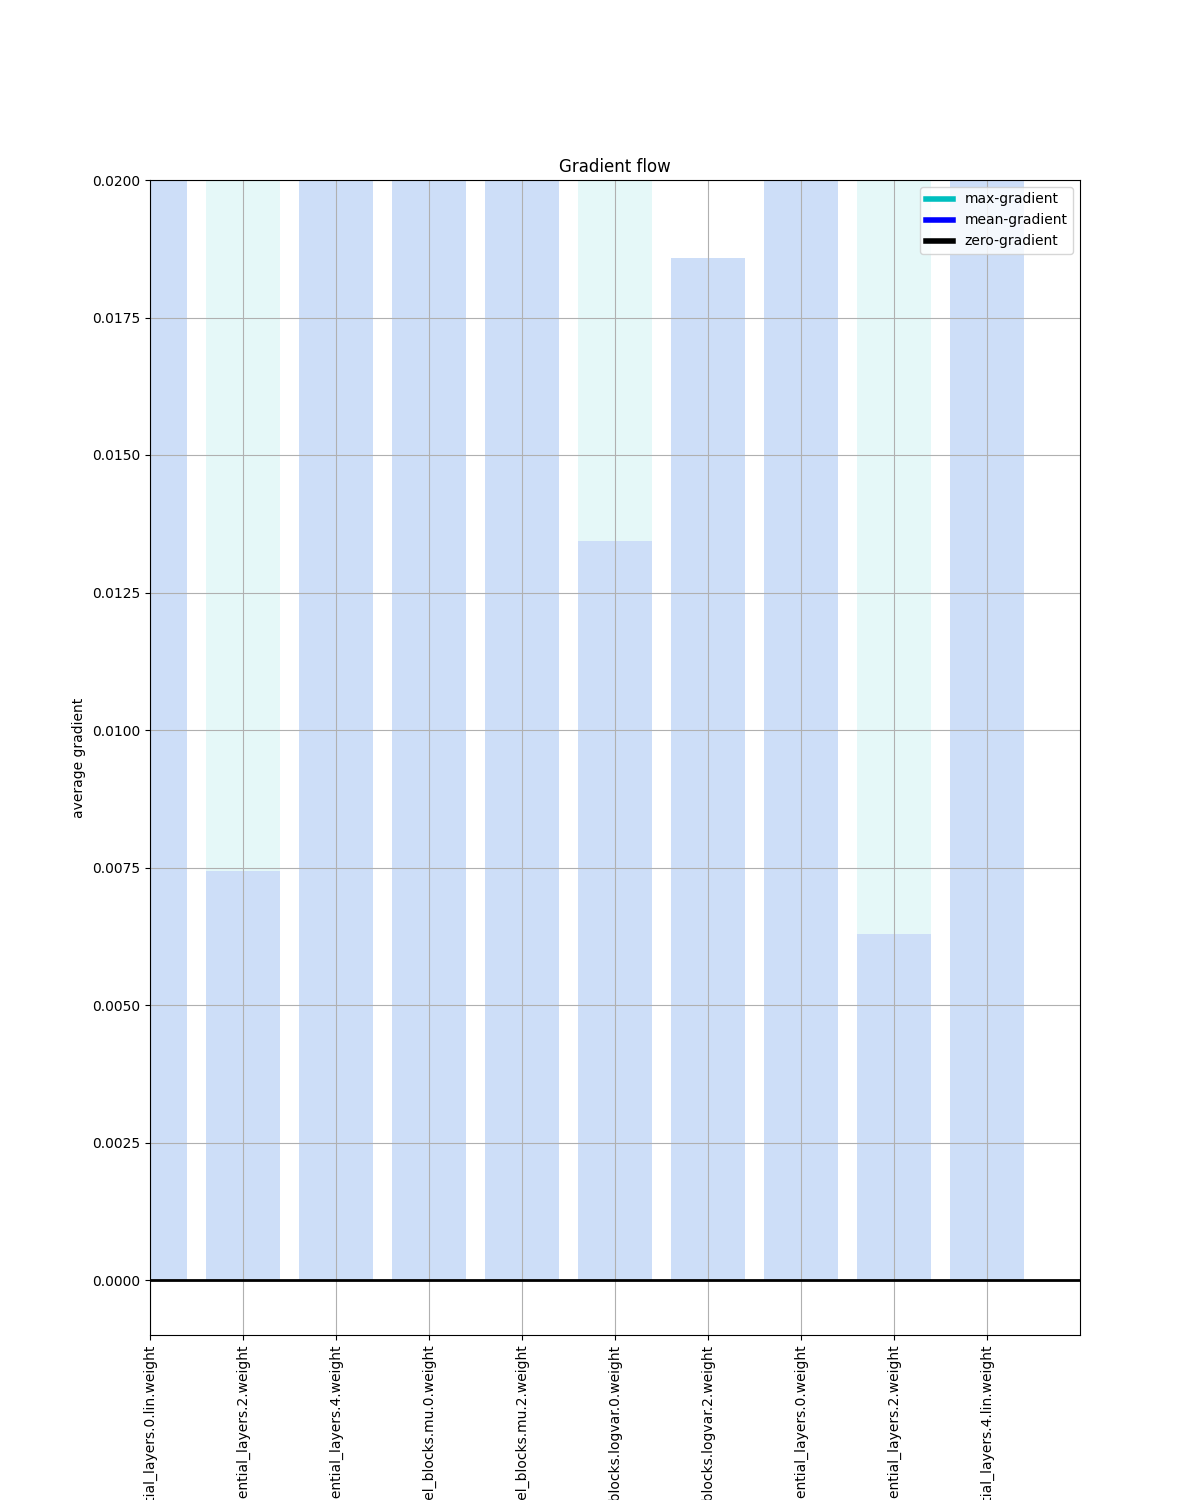 Gradient flow
max-gradient
mean-gradient
zero-gradient
0.0200
0.0175
0.0150
0.0125
0.0100
0.0075
0.0050
0.0025
0.0000
average gradient
tial_layers.0.lin.weight
ential_layers.2.weight
ential_layers.4.weight
el_blocks.mu.0.weight
el_blocks.mu.2.weight
blocks.logvar.0.weight
blocks.logvar.2.weight
ential_layers.0.weight
ential_layers.2.weight
tial_layers.4.lin.weight